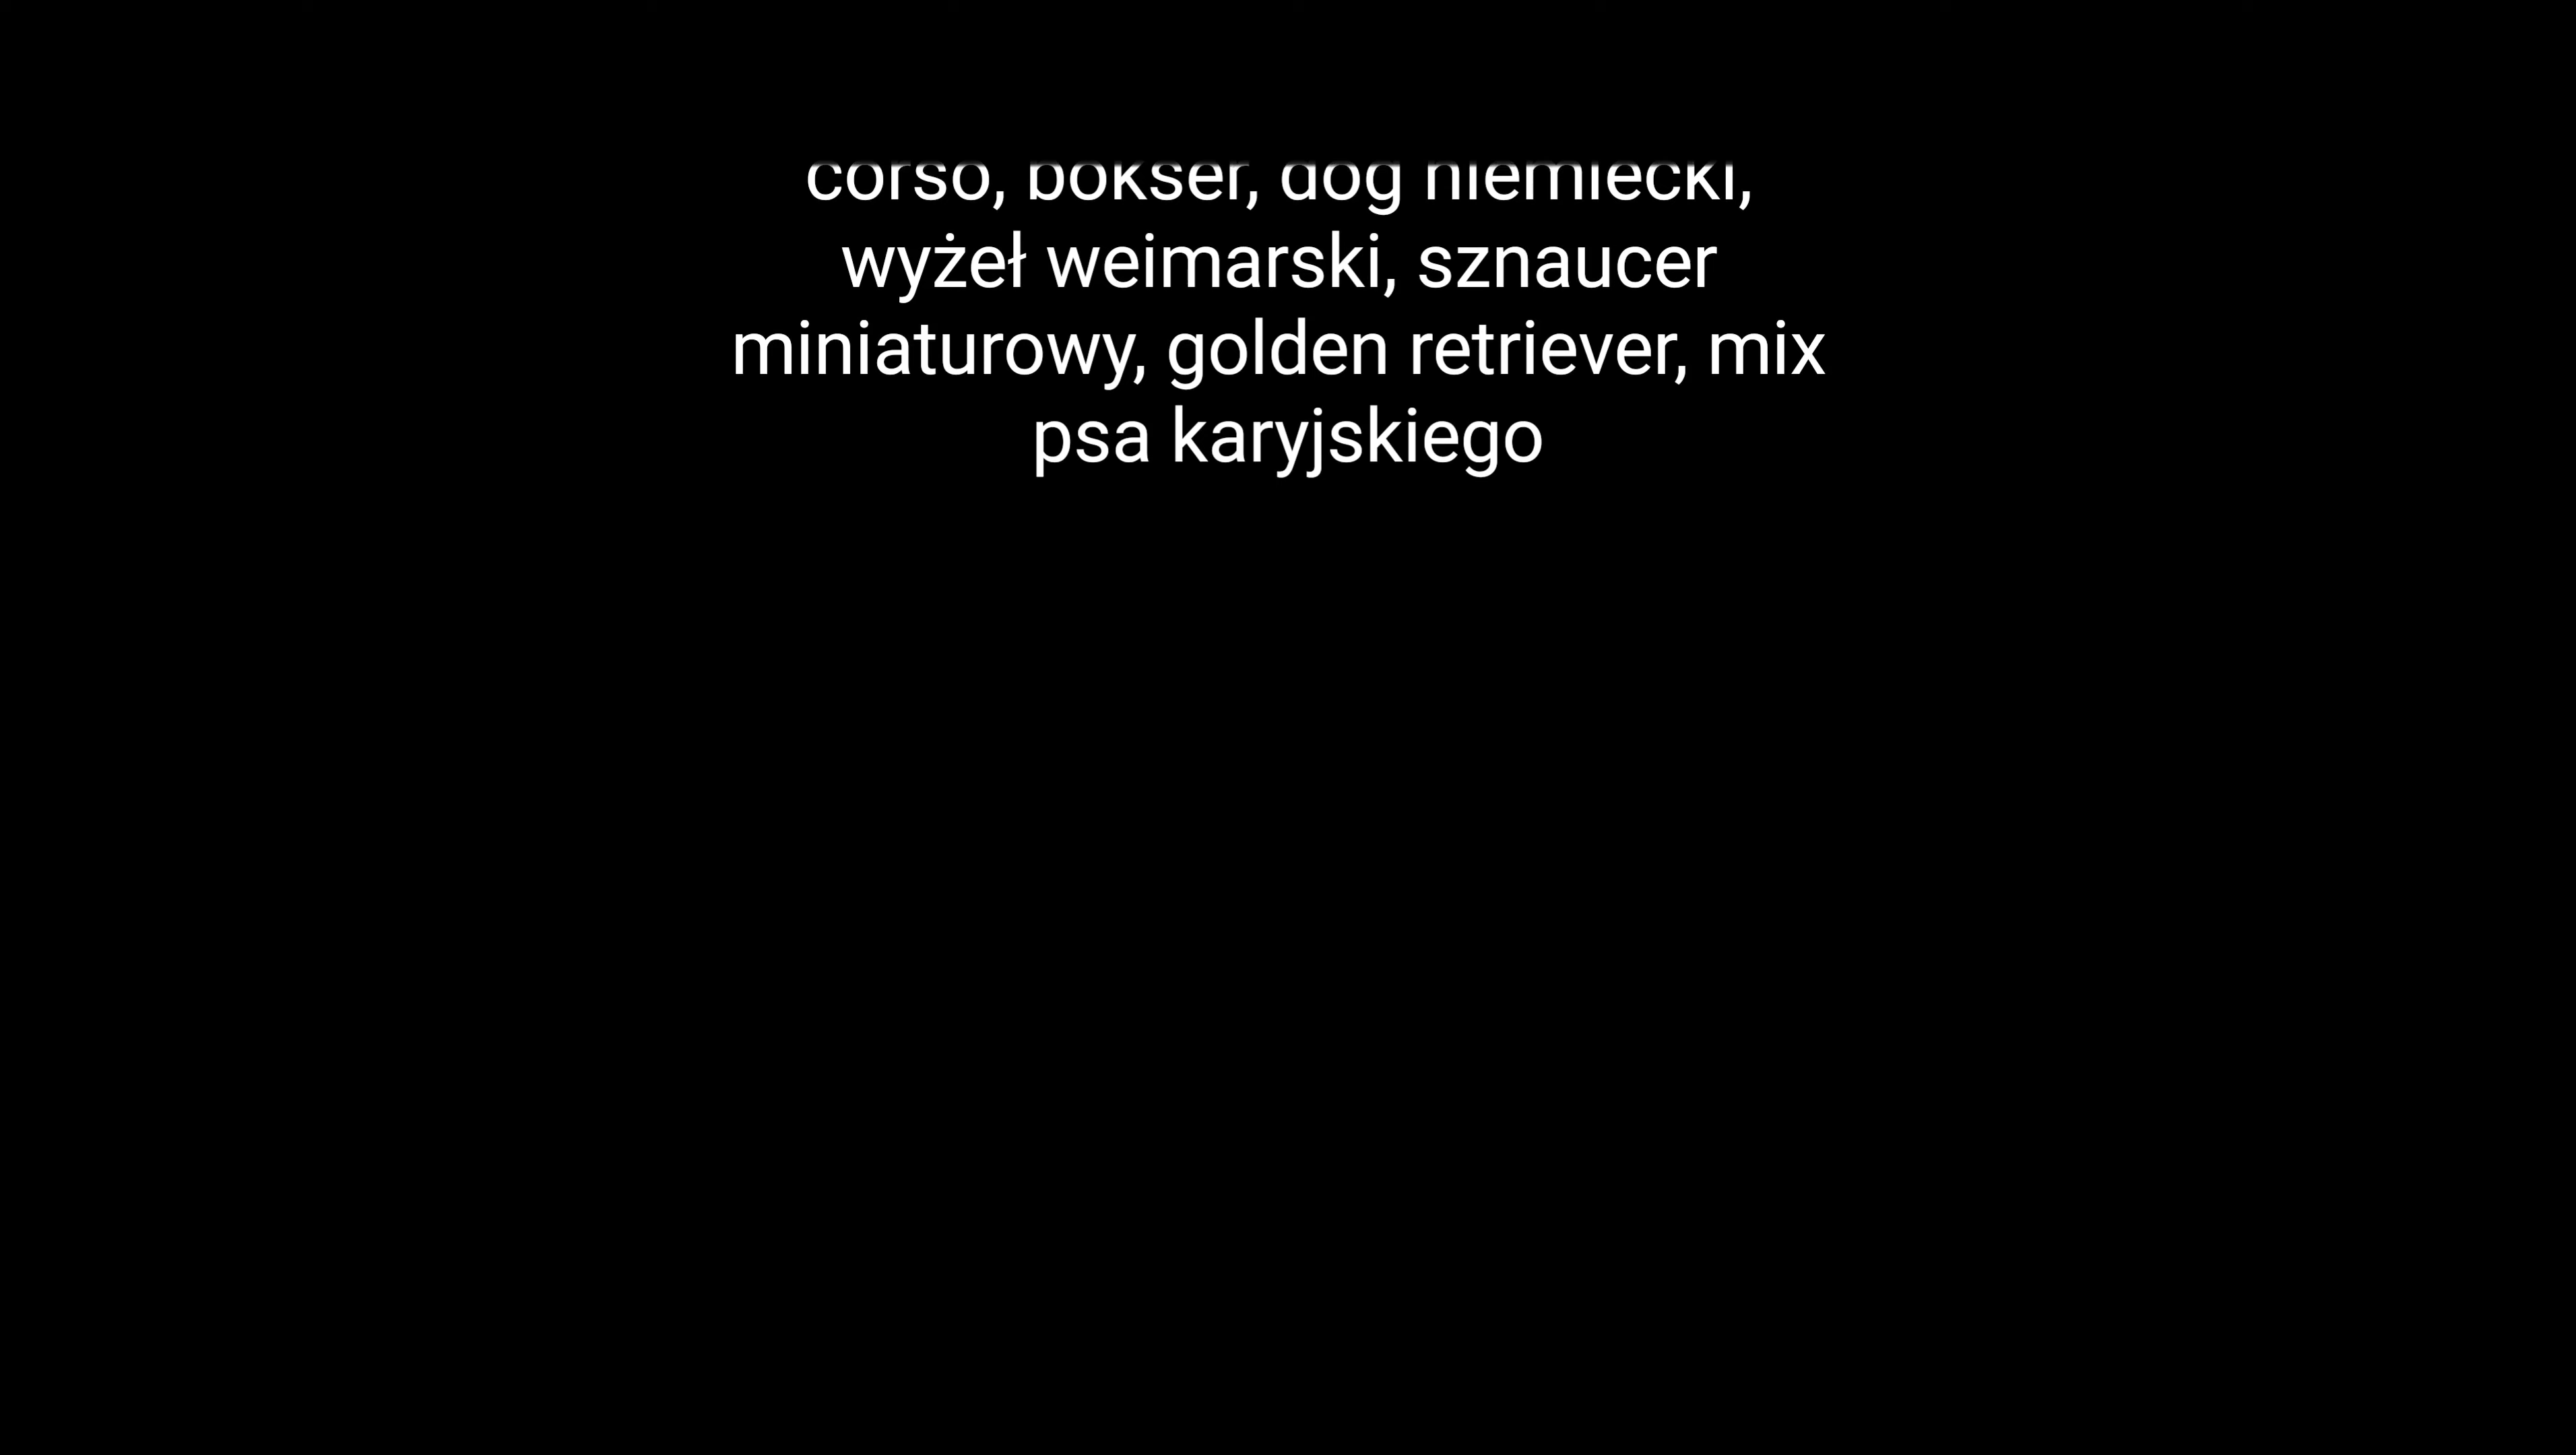 corso, bokser, dog niemiecki,
wyżeł weimarski, sznaucer
miniaturowy, golden retriever, mix
psa karyjskiego